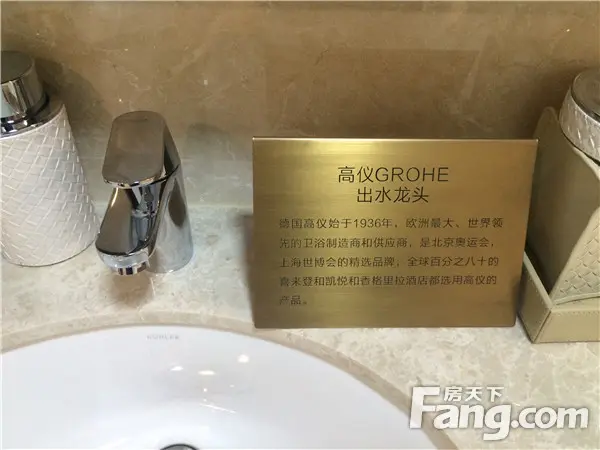 高仪GROHE
出水龙头
德国高仪始于1936年，欧洲最大、世界领
先的卫浴制造商和供应商，是北京奥运会，
上海世博会的精选品牌，全球百分之八十的
喜来登和凯悦和香格里拉酒店都选用高仪的
产品。
KOHLER
房天下
Fang.com